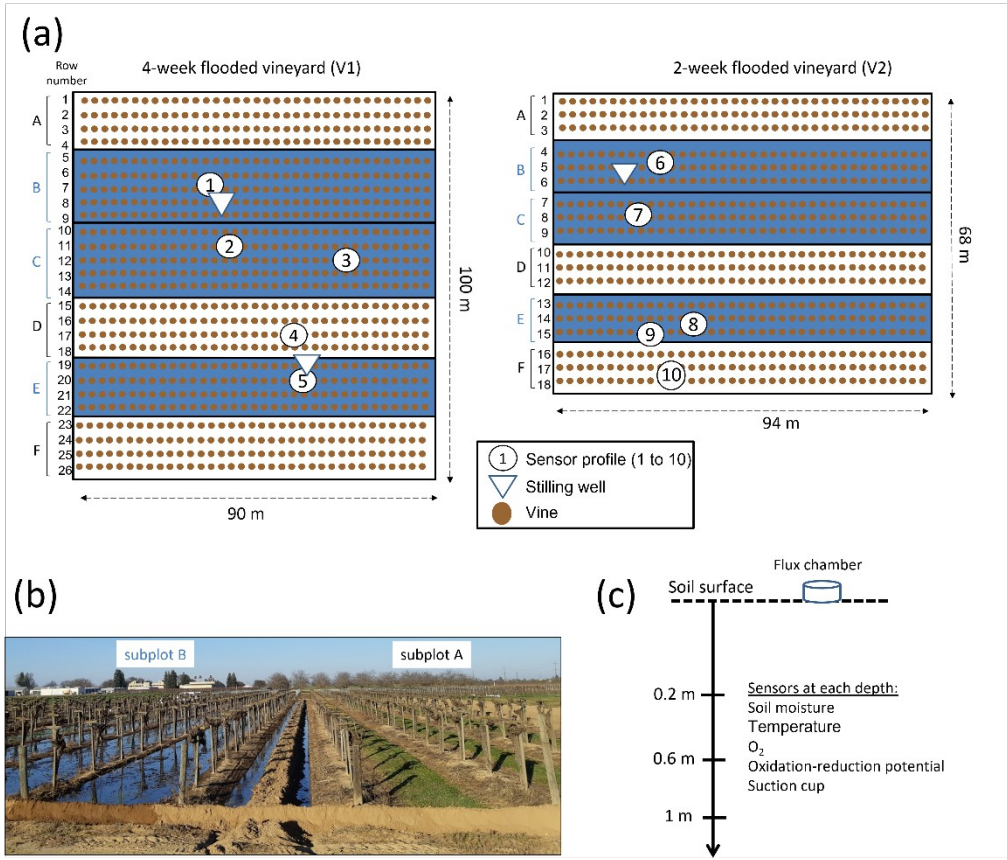 (a)
4-week flooded vineyard (V1)
2-week flooded vineyard (V2)
Row
number
A
1
2
3
4
B
5
6
7
8
9
C
10
11
12
13
14
D
15
16
17
18
E
19
20
21
22
F
23
24
25
26
1
2
3
4
5
100 m
90 m
A
1
2
3
B
4
5
6
C
7
8
9
D
10
11
12
E
13
14
15
F
16
17
18
6
7
8
9
10
68 m
94 m
1 Sensor profile (1 to 10)
Stilling well
Vine
(b)
subplot B
subplot A
(c)
Flux chamber
Soil surface
0.2 m
0.6 m
1 m
Sensors at each depth:
Soil moisture
Temperature
O₂
Oxidation-reduction potential
Suction cup